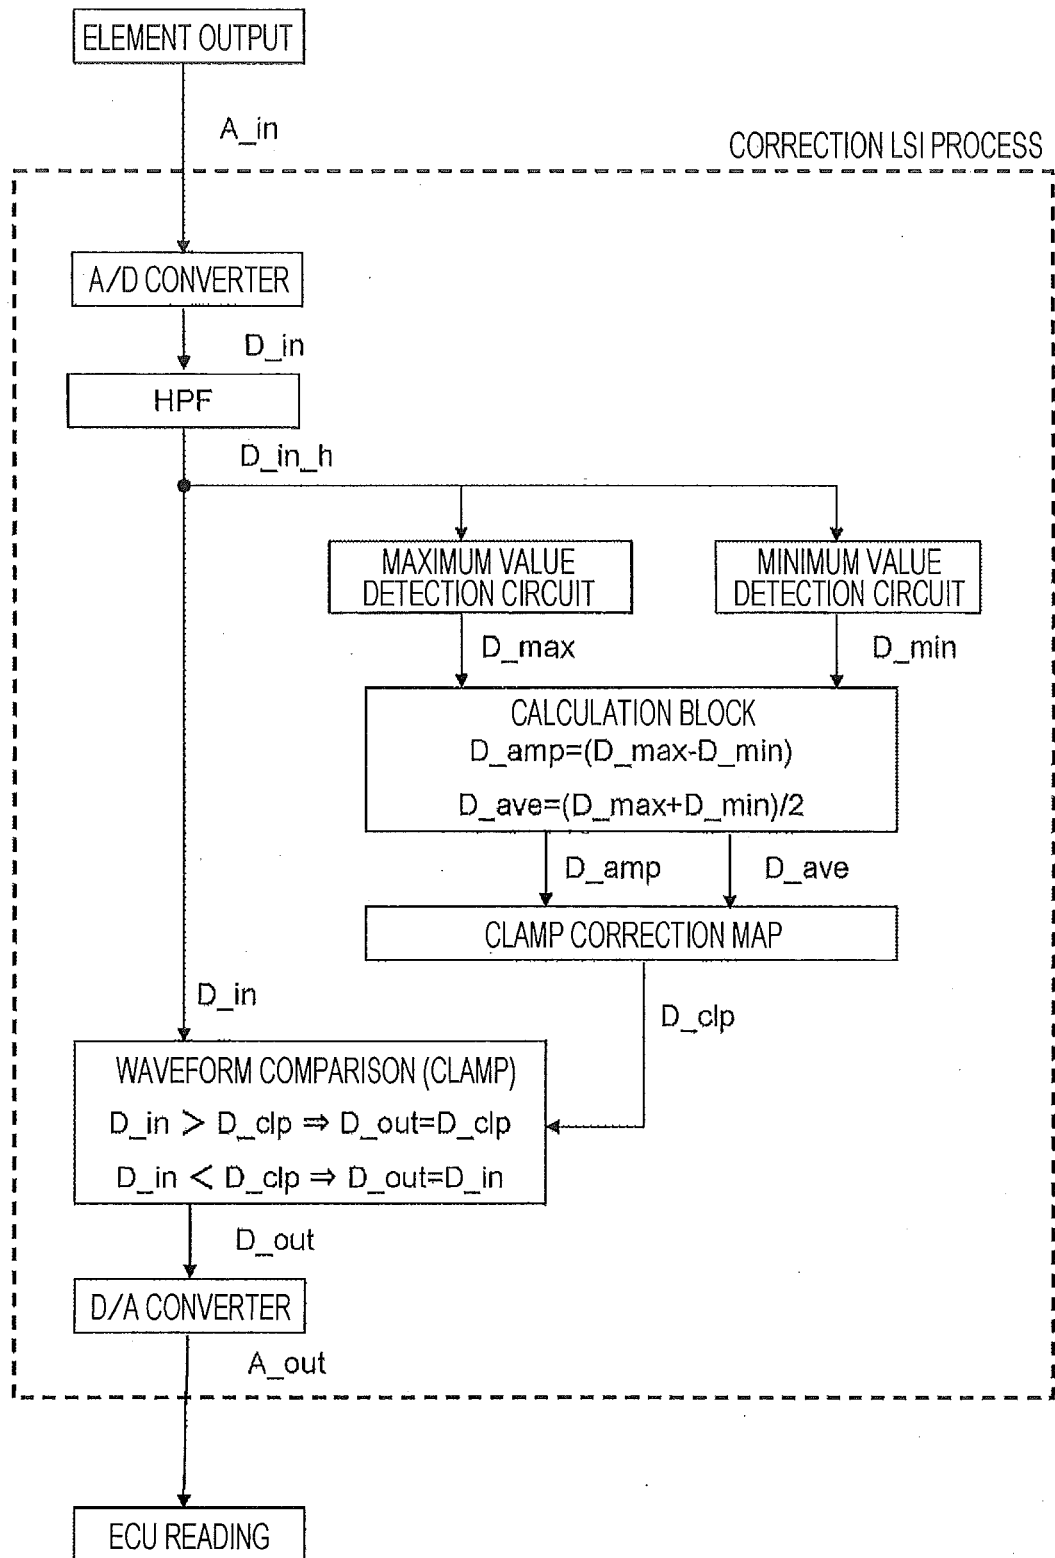 ELEMENT OUTPUT
A_in
CORRECTION LSI PROCESS
A/D CONVERTER
D_in
HPF
D_in_h
MAXIMUM VALUE
DETECTION CIRCUIT
MINIMUM VALUE
DETECTION CIRCUIT
D_max
D_min
CALCULATION BLOCK
D_amp=(D_max-D_min)
D_ave=(D_max+D_min)/2
D_amp
D_ave
CLAMP CORRECTION MAP
D_in
D_clp
WAVEFORM COMPARISON (CLAMP)
D_in > D_clp ⇒ D_out=D_clp
D_in < D_clp ⇒ D_out=D_in
D_out
D/A CONVERTER
A_out
ECU READING